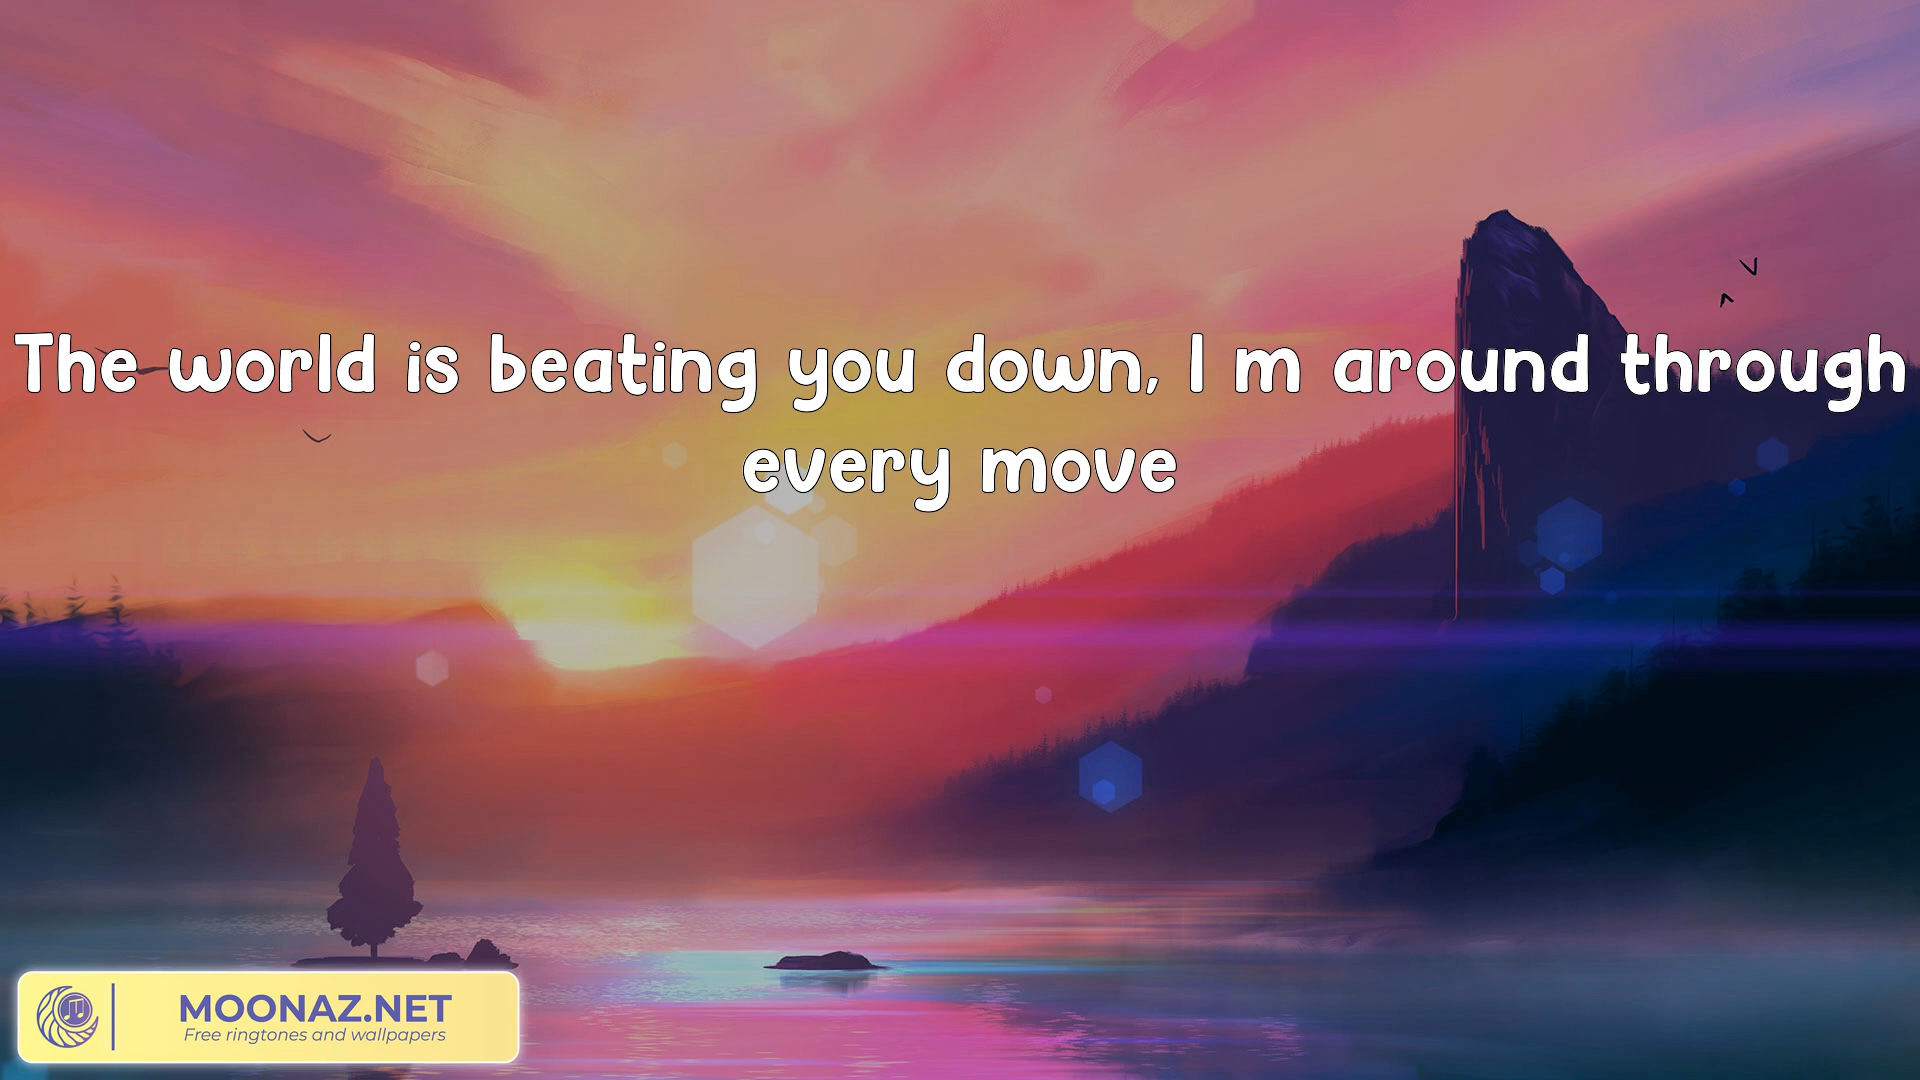 The world is beating you down, I m around through
every move
MOONAZ.NET
Free ringtones and wallpapers